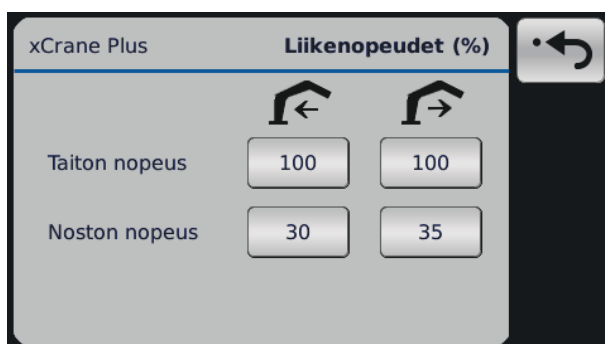 xCrane Plus Liikenopeudet (%)
Taiton nopeus 100 100
Noston nopeus 30 35